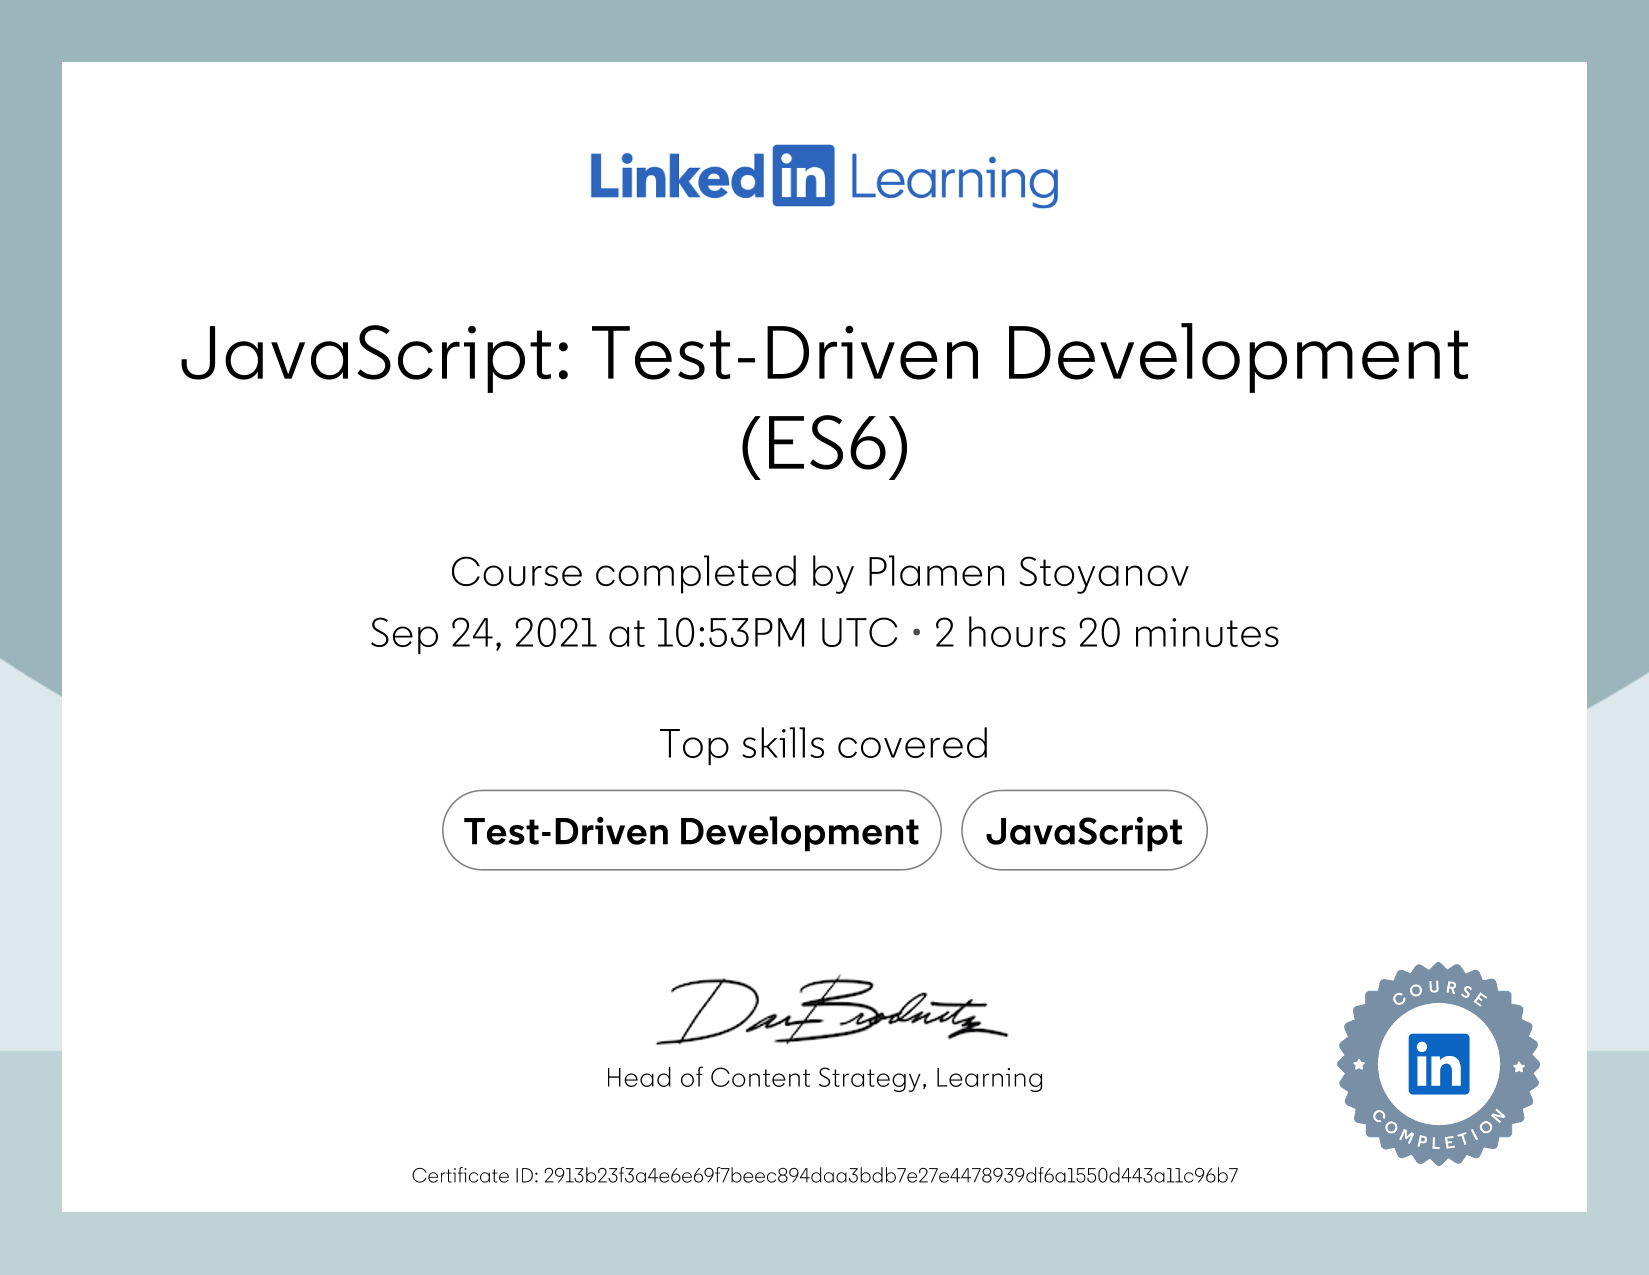 Linked in Learning
JavaScript: Test-Driven Development
(ES6)
Course completed by Plamen Stoyanov
Sep 24, 2021 at 10:53PM UTC • 2 hours 20 minutes
Top skills covered
Test-Driven Development JavaScript
Dan Brodnitz
Head of Content Strategy, Learning
COURSE
in
COMPLETION
Certificate ID: 2913b23f3a4e6e69f7beec894daa3bdb7e27e4478939df6a1550d443a11c96b7